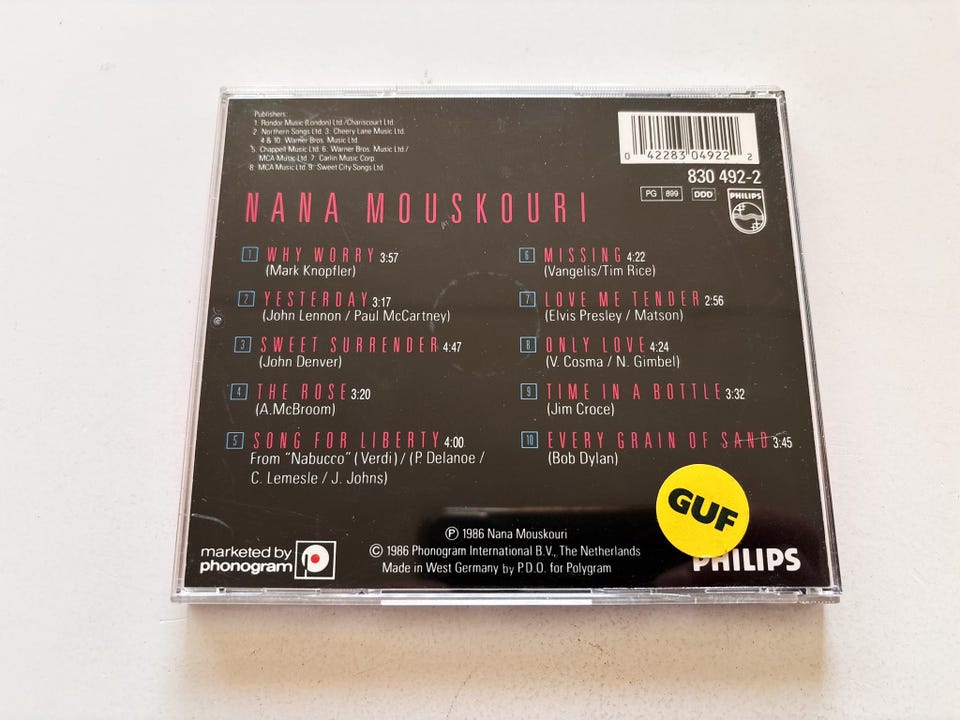 Publishers:
1. Rondor Music (London) Ltd./Chariscourt Ltd.
2 Northern Songs Ltd. 3: Cheery Lane Music Ltd.
4 & 10: Warner Bros. Music Ltd.
5. Chappell Music Ltd. 6: Warner Bros. Music Ltd./
MCA Music Ltd. 7: Carlin Music Corp.
8: MCA Music Ltd. 9: Sweet City Songs Ltd.
0 42283 04922 2
830 492-2
PG 899 DDD PHILIPS
NANA MOUSKOURI
1 WHY WORRY 3:57
(Mark Knopfler)
2 YESTERDAY 3:17
(John Lennon / Paul McCartney)
3 SWEET SURRENDER 4:47
(John Denver)
4 THE ROSE 3:20
(A.McBroom)
5 SONG FOR LIBERTY 4:00
From "Nabucco" (Verdi) / (P. Delanoe /
C. Lemesle / J. Johns)
6 MISSING 4:22
(Vangelis/Tim Rice)
7 LOVE ME TENDER 2:56
(Elvis Presley / Matson)
8 ONLY LOVE 4:24
(V. Cosma / N. Gimbel)
9 TIME IN A BOTTLE 3:32
(Jim Croce)
10 EVERY GRAIN OF SAND 3:45
(Bob Dylan)
GUF
marketed by
phonogram
℗ 1986 Nana Mouskouri
© 1986 Phonogram International B.V., The Netherlands
Made in West Germany by P.D.O. for Polygram
PHILIPS